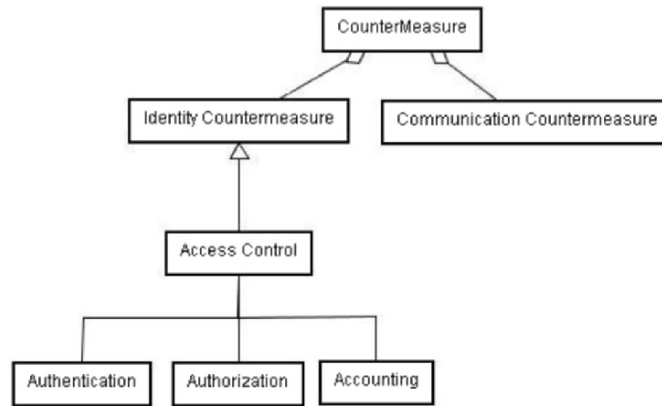 CounterMeasure
Identity Countermeasure
Communication Countermeasure
Access Control
Authentication
Authorization
Accounting